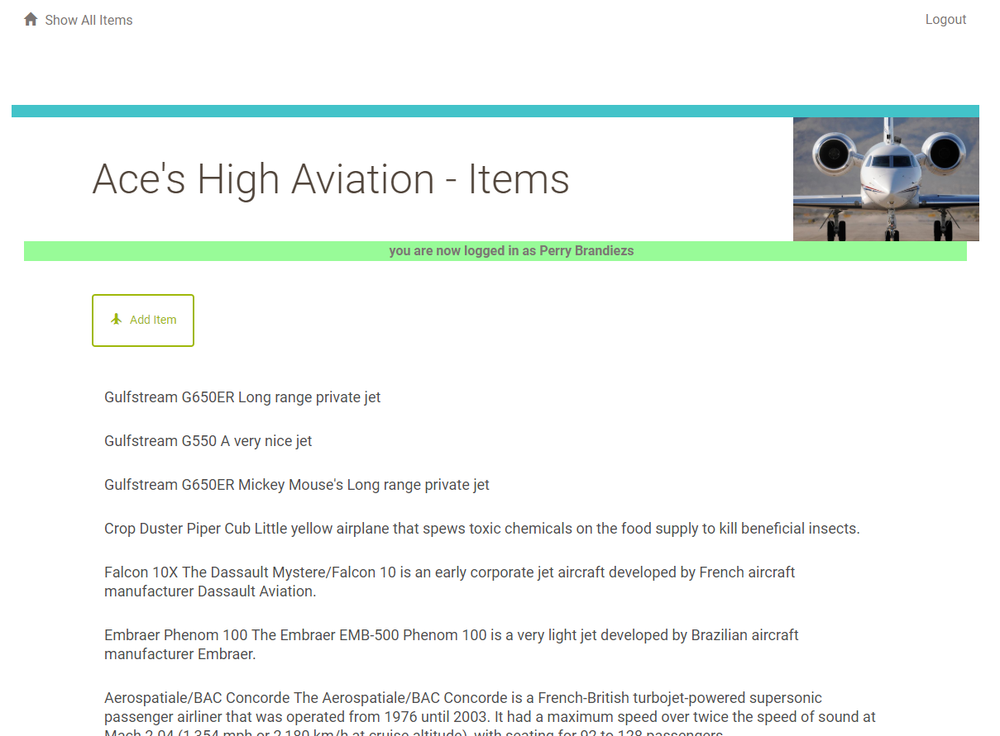 Show All Items
Logout
Ace's High Aviation - Items
you are now logged in as Perry Brandiezs
Add Item
Gulfstream G650ER Long range private jet
Gulfstream G550 A very nice jet
Gulfstream G650ER Mickey Mouse's Long range private jet
Crop Duster Piper Cub Little yellow airplane that spews toxic chemicals on the food supply to kill beneficial insects.
Falcon 10X The Dassault Mystere/Falcon 10 is an early corporate jet aircraft developed by French aircraft
manufacturer Dassault Aviation.
Embraer Phenom 100 The Embraer EMB-500 Phenom 100 is a very light jet developed by Brazilian aircraft
manufacturer Embraer.
Aerospatiale/BAC Concorde The Aerospatiale/BAC Concorde is a French-British turbojet-powered supersonic
passenger airliner that was operated from 1976 until 2003. It had a maximum speed over twice the speed of sound at
Mach 2.04 (1,354 mph or 2,180 km/h at cruise altitude), with seating for 92 to 128 passengers.